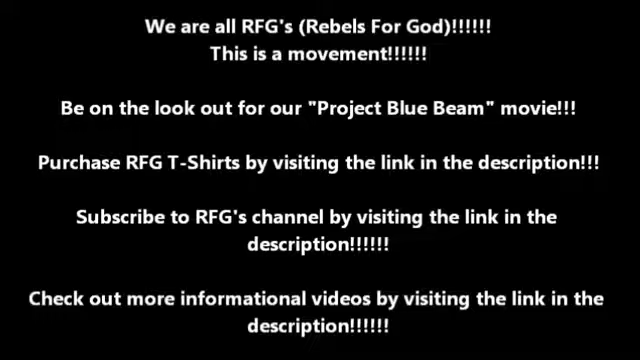 We are all RFG's (Rebels For God)!!!!!!
This is a movement!!!!!!
Be on the look out for our "Project Blue Beam" movie!!!
Purchase RFG T-Shirts by visiting the link in the description!!!
Subscribe to RFG's channel by visiting the link in the
description!!!!!!
Check out more informational videos by visiting the link in the
description!!!!!!